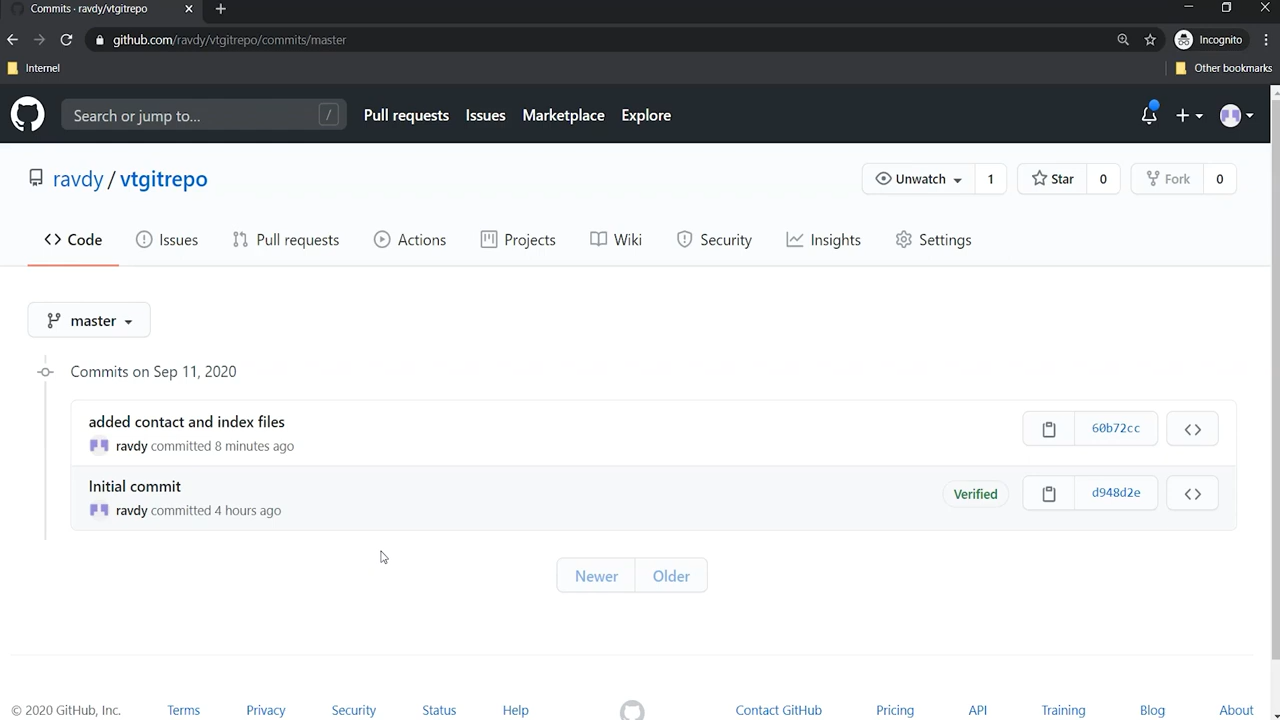 Commits · ravdy/vtgitrepo
github.com/ravdy/vtgitrepo/commits/master
Incognito
Internet
Other bookmarks
Search or jump to...
/
Pull requests
Issues
Marketplace
Explore
ravdy / vtgitrepo
Unwatch
1
Star
0
Fork
0
Code
Issues
Pull requests
Actions
Projects
Wiki
Security
Insights
Settings
master
Commits on Sep 11, 2020
added contact and index files
ravdy committed 8 minutes ago
60b72cc
Initial commit
ravdy committed 4 hours ago
Verified
d948d2e
Newer
Older
© 2020 GitHub, Inc.
Terms
Privacy
Security
Status
Help
Contact GitHub
Pricing
API
Training
Blog
About